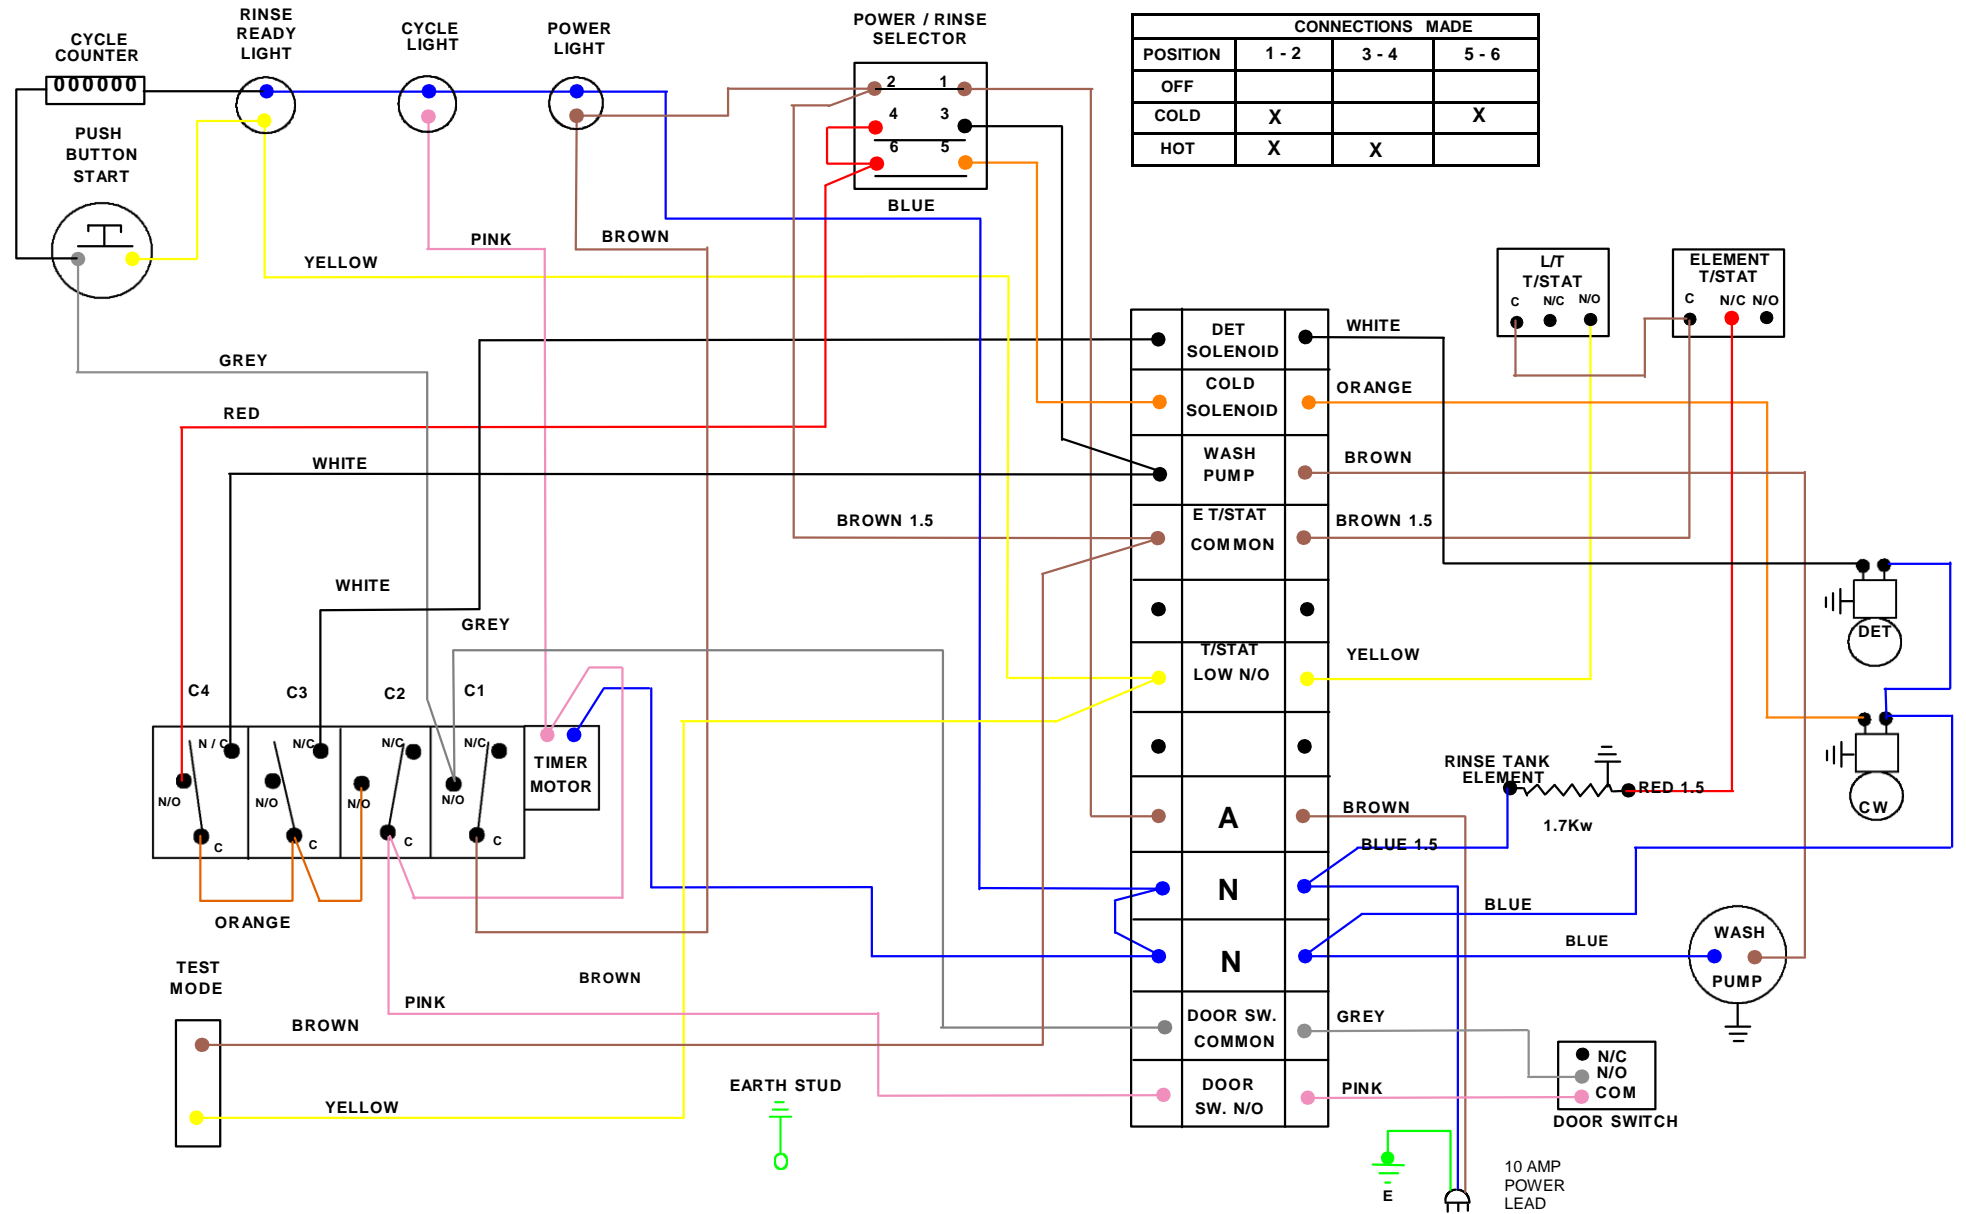 CYCLE
COUNTER
000000
RINSE
READY
LIGHT
CYCLE
LIGHT
POWER
LIGHT
POWER / RINSE
SELECTOR
2 1
4 3
6 5
CONNECTIONS MADE
POSITION 1 - 2 3 - 4 5 - 6
OFF
COLD X X
HOT X X
PUSH
BUTTON
START
BLUE
PINK
BROWN
YELLOW
GREY
RED
WHITE
BROWN 1.5
WHITE
GREY
L/T
T/STAT
C N/C N/O
ELEMENT
T/STAT
C N/C N/O
DET
SOLENOID
COLD
SOLENOID
WASH
PUMP
E T/STAT
COMMON
T/STAT
LOW N/O
A
N
N
DOOR SW.
COMMON
DOOR
SW. N/O
WHITE
ORANGE
BROWN
BROWN 1.5
YELLOW
BROWN
BLUE 1.5
BLUE
BLUE
GREY
PINK
DET
CW
RINSE TANK
ELEMENT
RED 1.5
1.7Kw
WASH
PUMP
N/C
N/O
COM
DOOR SWITCH
10 AMP
POWER
LEAD
E
C4 C3 C2 C1
N / C N/C N/C N/C
N/O N/O N/O N/O
C C C C
TIMER
MOTOR
ORANGE
TEST
MODE
BROWN
PINK
BROWN
YELLOW
EARTH STUD